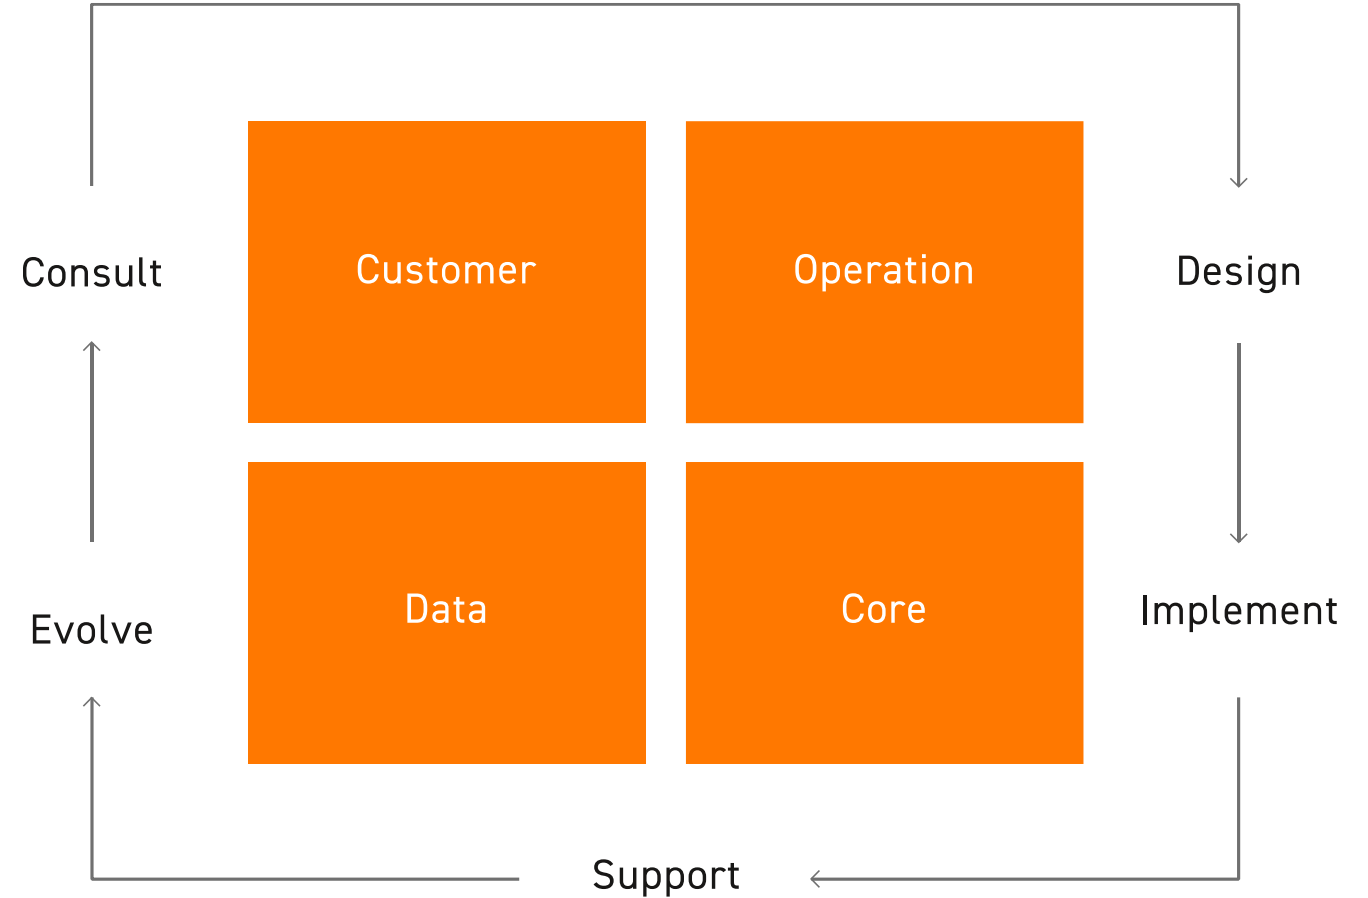 Consult
Customer
Operation
Design
Evolve
Data
Core
Implement
Support